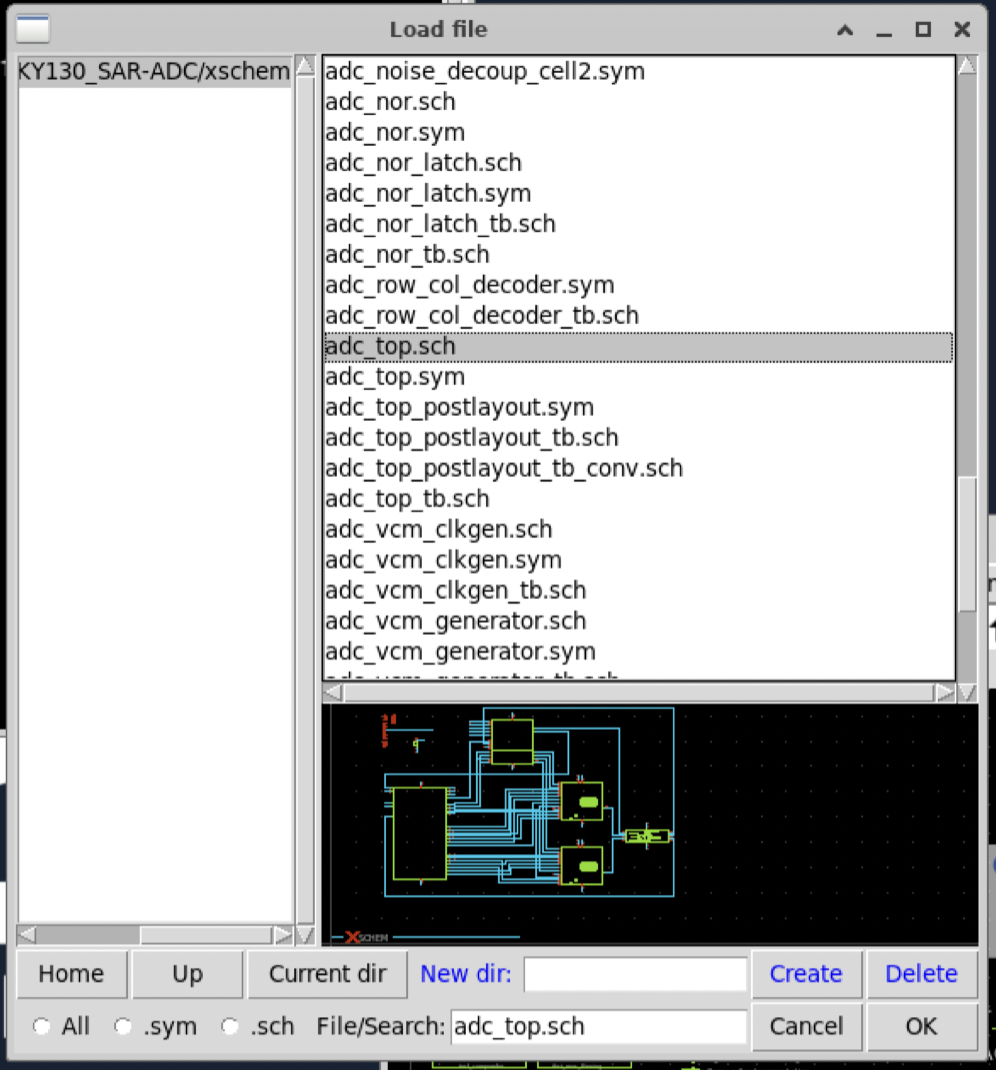 Load file
KY130_SAR-ADC/xschem
adc_noise_decoup_cell2.sym
adc_nor.sch
adc_nor.sym
adc_nor_latch.sch
adc_nor_latch.sym
adc_nor_latch_tb.sch
adc_nor_tb.sch
adc_row_col_decoder.sym
adc_row_col_decoder_tb.sch
adc_top.sch
adc_top.sym
adc_top_postlayout.sym
adc_top_postlayout_tb.sch
adc_top_postlayout_tb_conv.sch
adc_top_tb.sch
adc_vcm_clkgen.sch
adc_vcm_clkgen.sym
adc_vcm_clkgen_tb.sch
adc_vcm_generator.sch
adc_vcm_generator.sym
XSCHEM
Home Up Current dir New dir: Create Delete
All .sym .sch File/Search: adc_top.sch Cancel OK